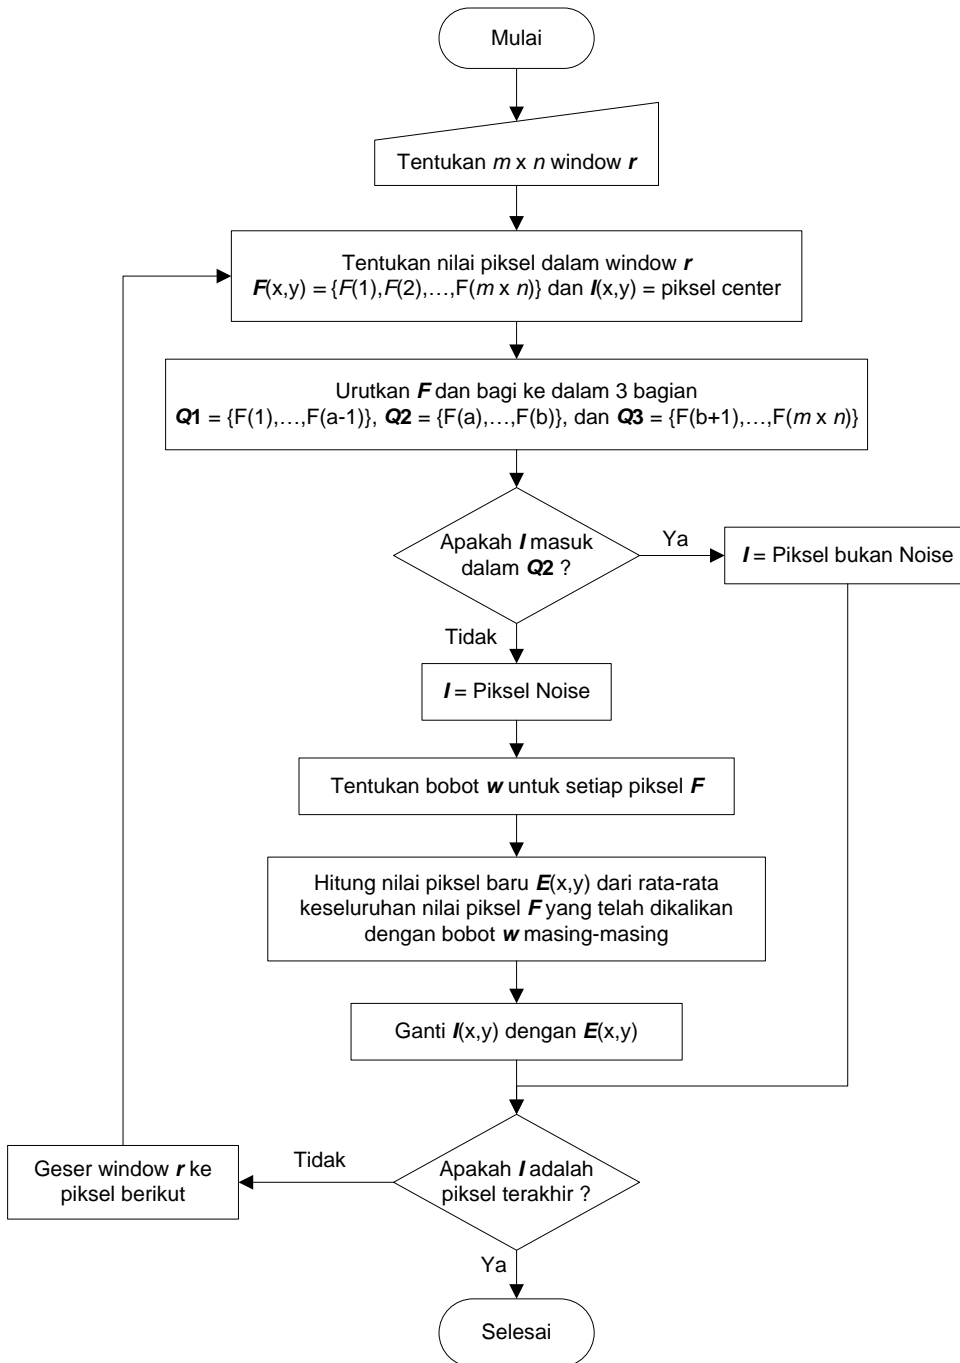 Mulai
Tentukan m x n window r
Tentukan nilai piksel dalam window r
F(x,y) = {F(1),F(2),…,F(m x n)} dan I(x,y) = piksel center
Urutkan F dan bagi ke dalam 3 bagian
Q1 = {F(1),…,F(a-1)}, Q2 = {F(a),…,F(b)}, dan Q3 = {F(b+1),…,F(m x n)}
Apakah I masuk
dalam Q2 ?
Ya
I = Piksel bukan Noise
Tidak
I = Piksel Noise
Tentukan bobot w untuk setiap piksel F
Hitung nilai piksel baru E(x,y) dari rata-rata
keseluruhan nilai piksel F yang telah dikalikan
dengan bobot w masing-masing
Ganti I(x,y) dengan E(x,y)
Apakah I adalah
piksel terakhir ?
Tidak
Geser window r ke
piksel berikut
Ya
Selesai